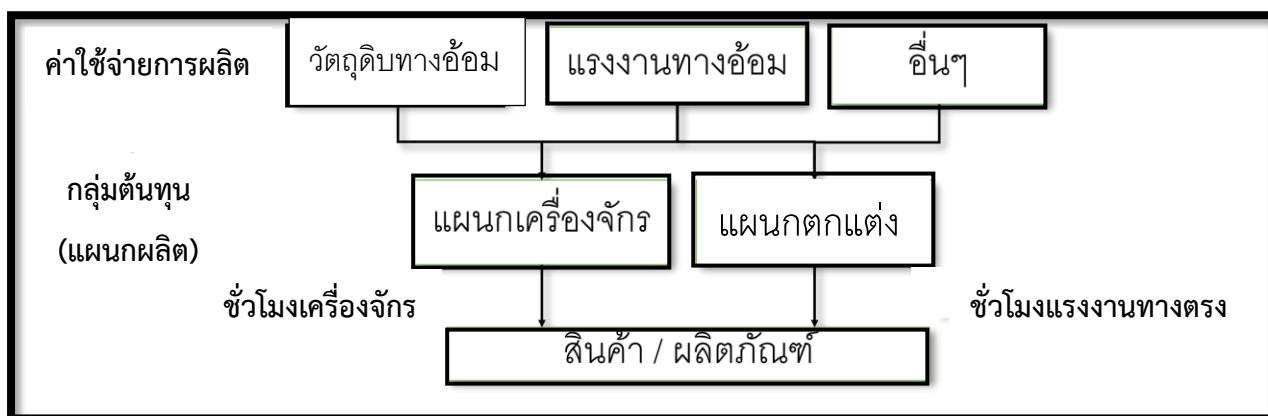 ค่าใช้จ่ายการผลิต
วัตถุดิบทางอ้อม
แรงงานทางอ้อม
อื่นๆ
กลุ่มต้นทุน
(แผนกผลิต)
แผนกเครื่องจักร
แผนกตกแต่ง
ชั่วโมงเครื่องจักร
ชั่วโมงแรงงานทางตรง
สินค้า / ผลิตภัณฑ์